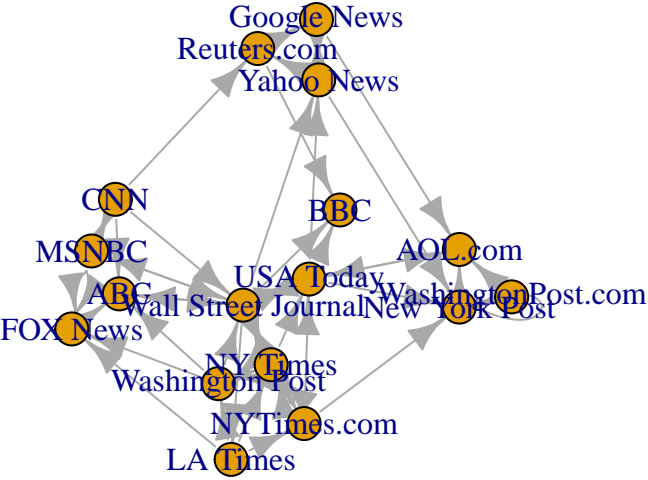 Google News
Reuters.com
Yahoo News
CNN
BBC
MSNBC
AOL.com
USA Today
ABC
WashingtonPost.com
Wall Street Journal
New York Post
FOX News
NY Times
Washington Post
NYTimes.com
LA Times